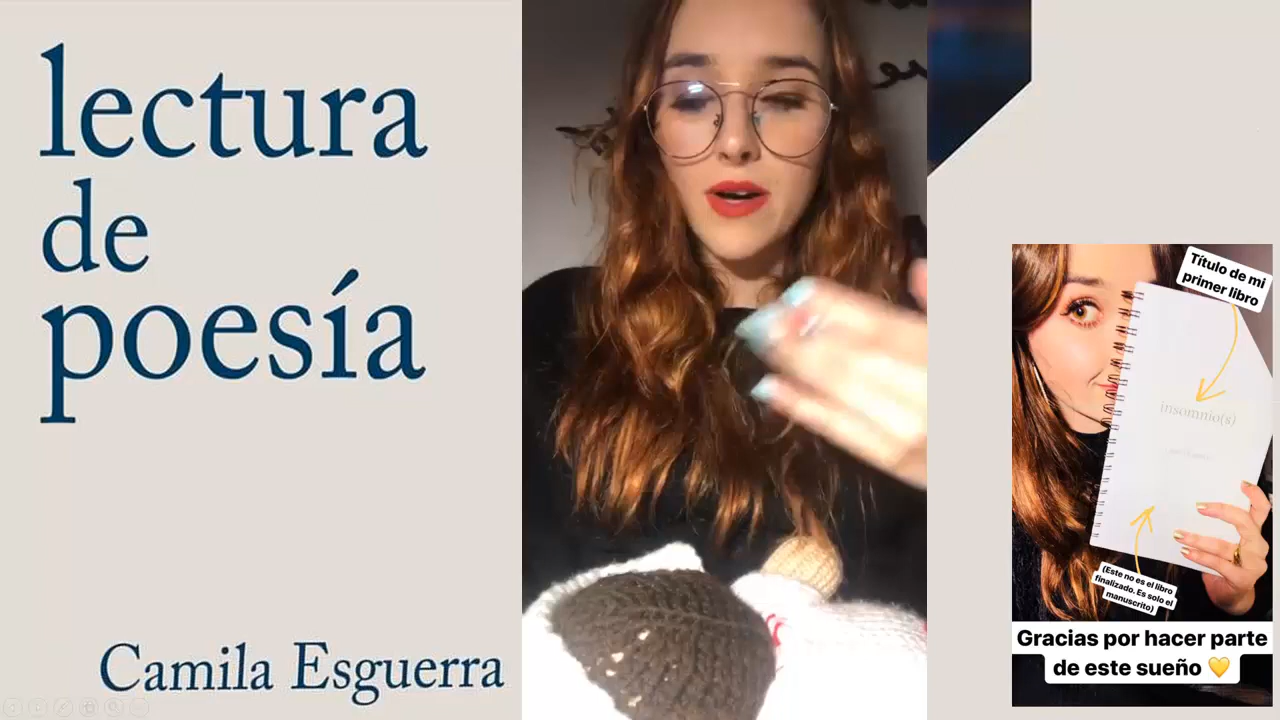 lectura
de
poesía
Camila Esguerra
Título de mi
primer libro
insomnio(s)
(Este no es el libro
finalizado. Es solo el
manuscrito)
Gracias por hacer parte
de este sueño 💛